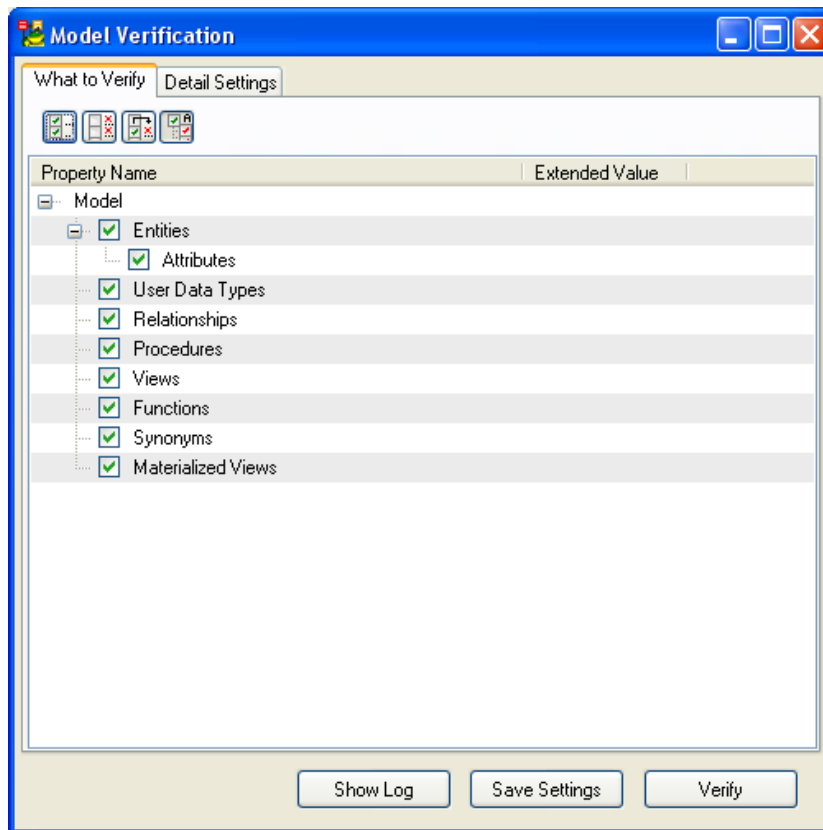 Model Verification
What to Verify Detail Settings
Property Name Extended Value
Model
Entities
Attributes
User Data Types
Relationships
Procedures
Views
Functions
Synonyms
Materialized Views
Show Log Save Settings Verify